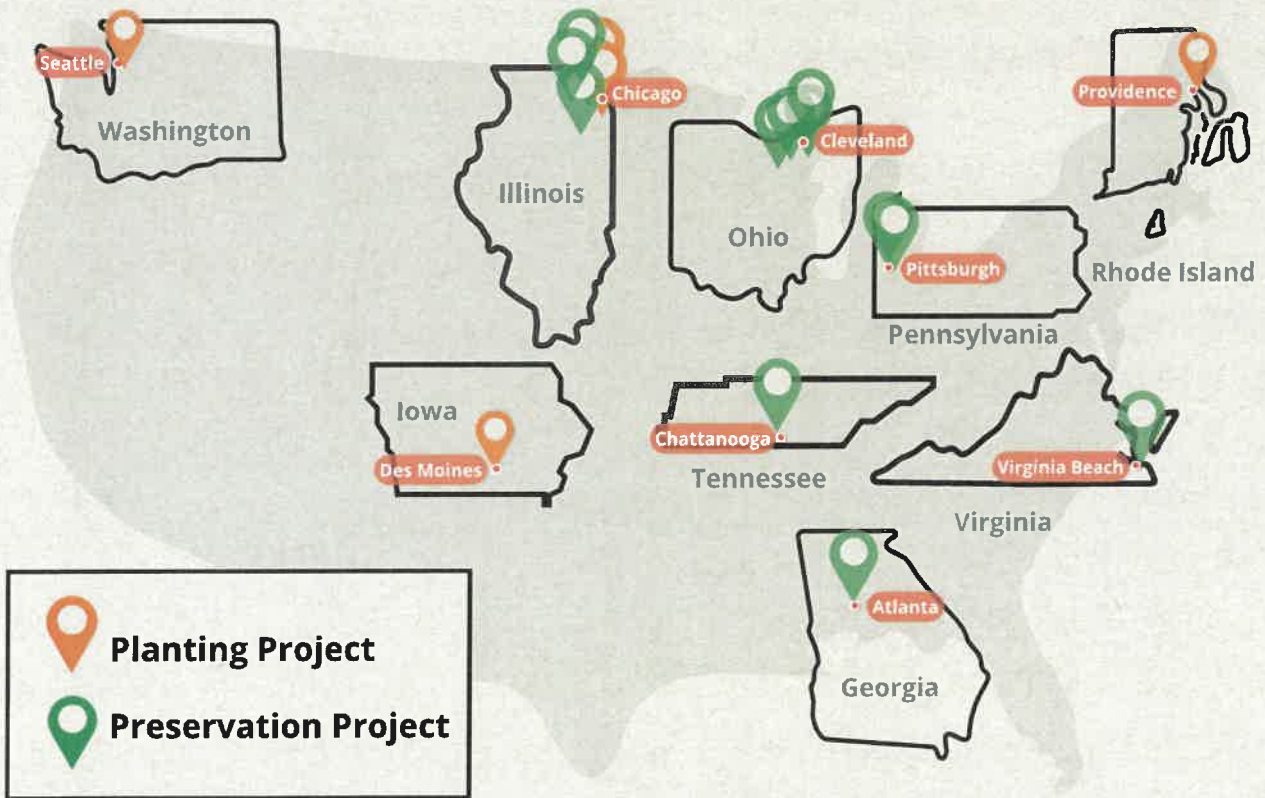 Seattle
Washington
Chicago
Illinois
Cleveland
Ohio
Providence
Rhode Island
Pittsburgh
Pennsylvania
Iowa
Des Moines
Chattanooga
Tennessee
Virginia Beach
Virginia
Atlanta
Georgia
Planting Project
Preservation Project